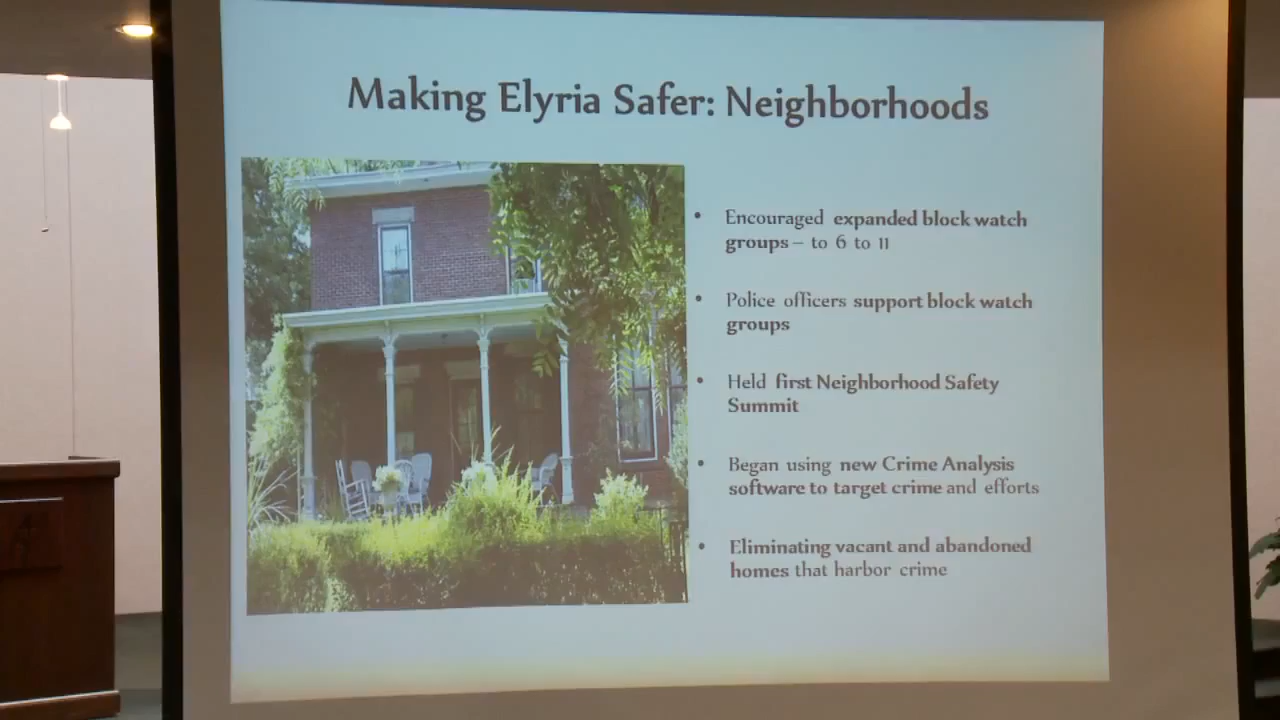 Making Elyria Safer: Neighborhoods
• Encouraged expanded block watch
groups – to 6 to 11
• Police officers support block watch
groups
• Held first Neighborhood Safety
Summit
• Began using new Crime Analysis
software to target crime and efforts
• Eliminating vacant and abandoned
homes that harbor crime